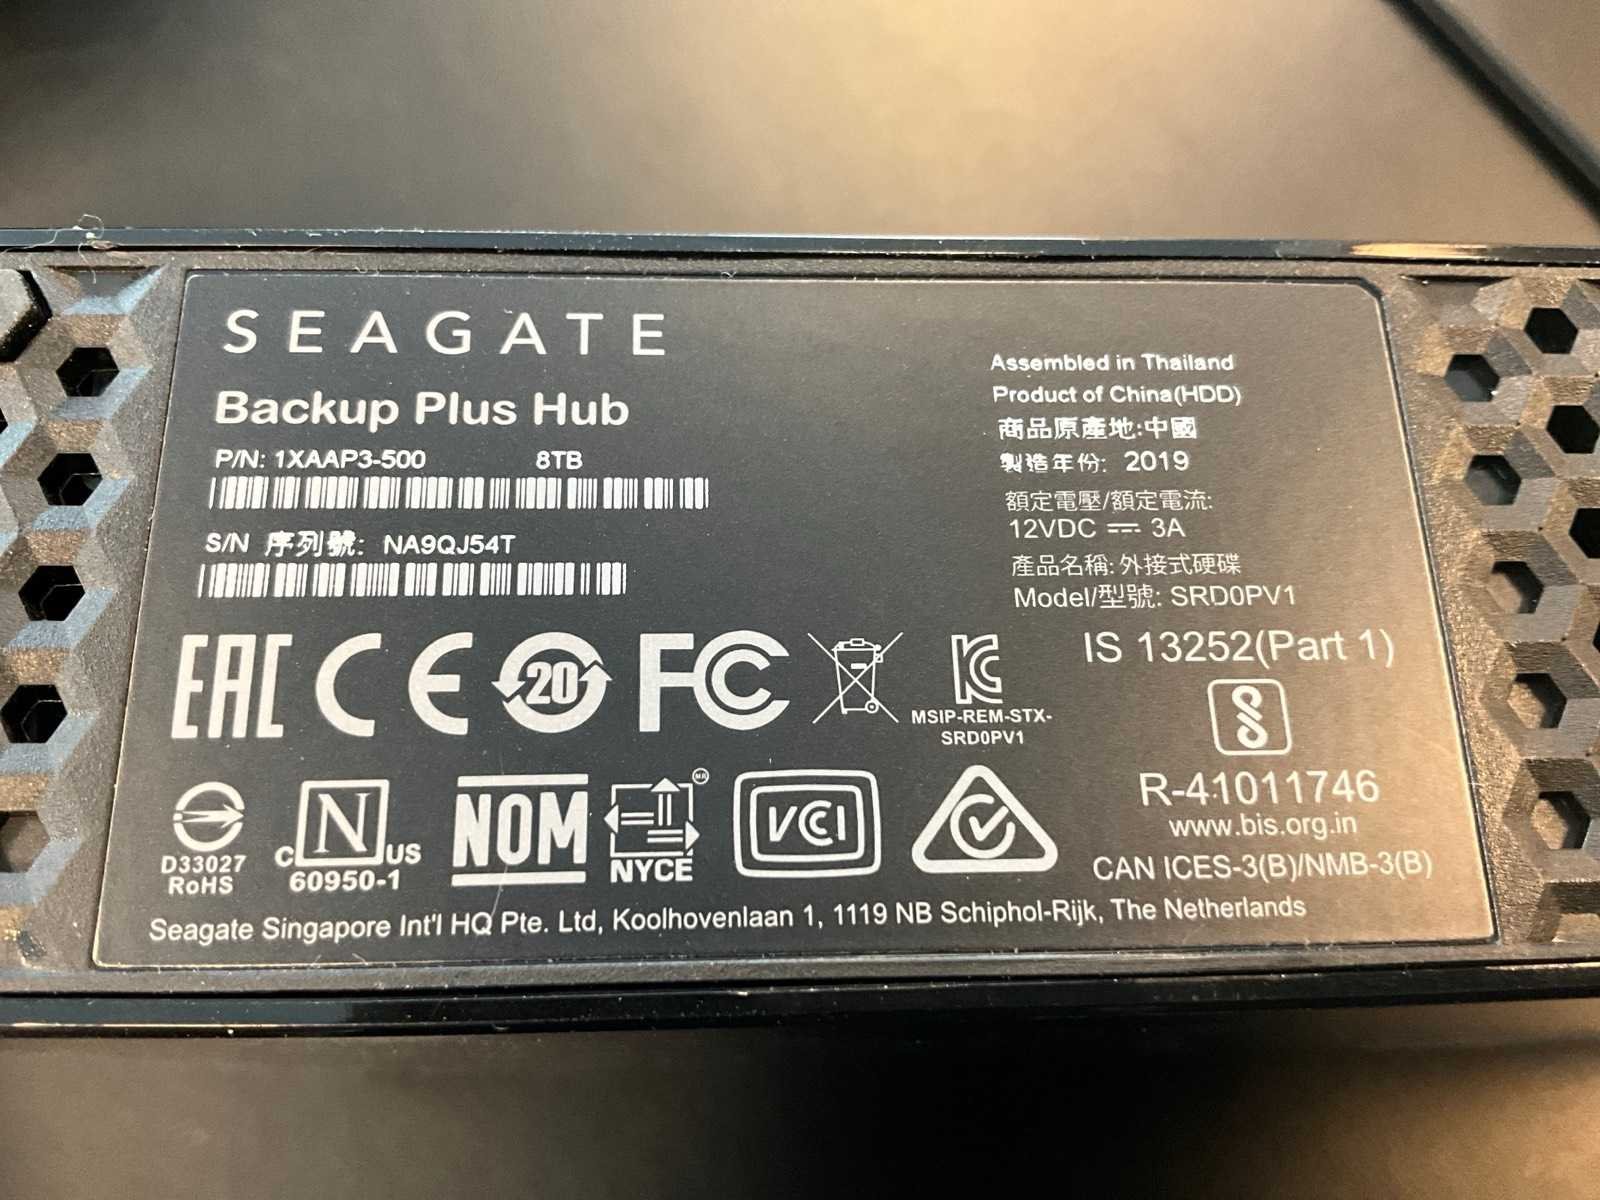 SEAGATE
Backup Plus Hub
P/N: 1XAAP3-500 8TB
S/N 序列號: NA9QJ54T
Assembled in Thailand
Product of China(HDD)
商品原產地:中國
製造年份: 2019
額定電壓/額定電流:
12VDC ⎓ 3A
產品名稱: 外接式硬碟
Model/型號: SRD0PV1
EAC CE 20 FC
MSIP-REM-STX-
SRD0PV1
IS 13252(Part 1)
R-41011746
www.bis.org.in
CAN ICES-3(B)/NMB-3(B)
D33027
RoHS
C N US
60950-1
NOM
NYCE
VCI
Seagate Singapore Int'l HQ Pte. Ltd, Koolhovenlaan 1, 1119 NB Schiphol-Rijk, The Netherlands